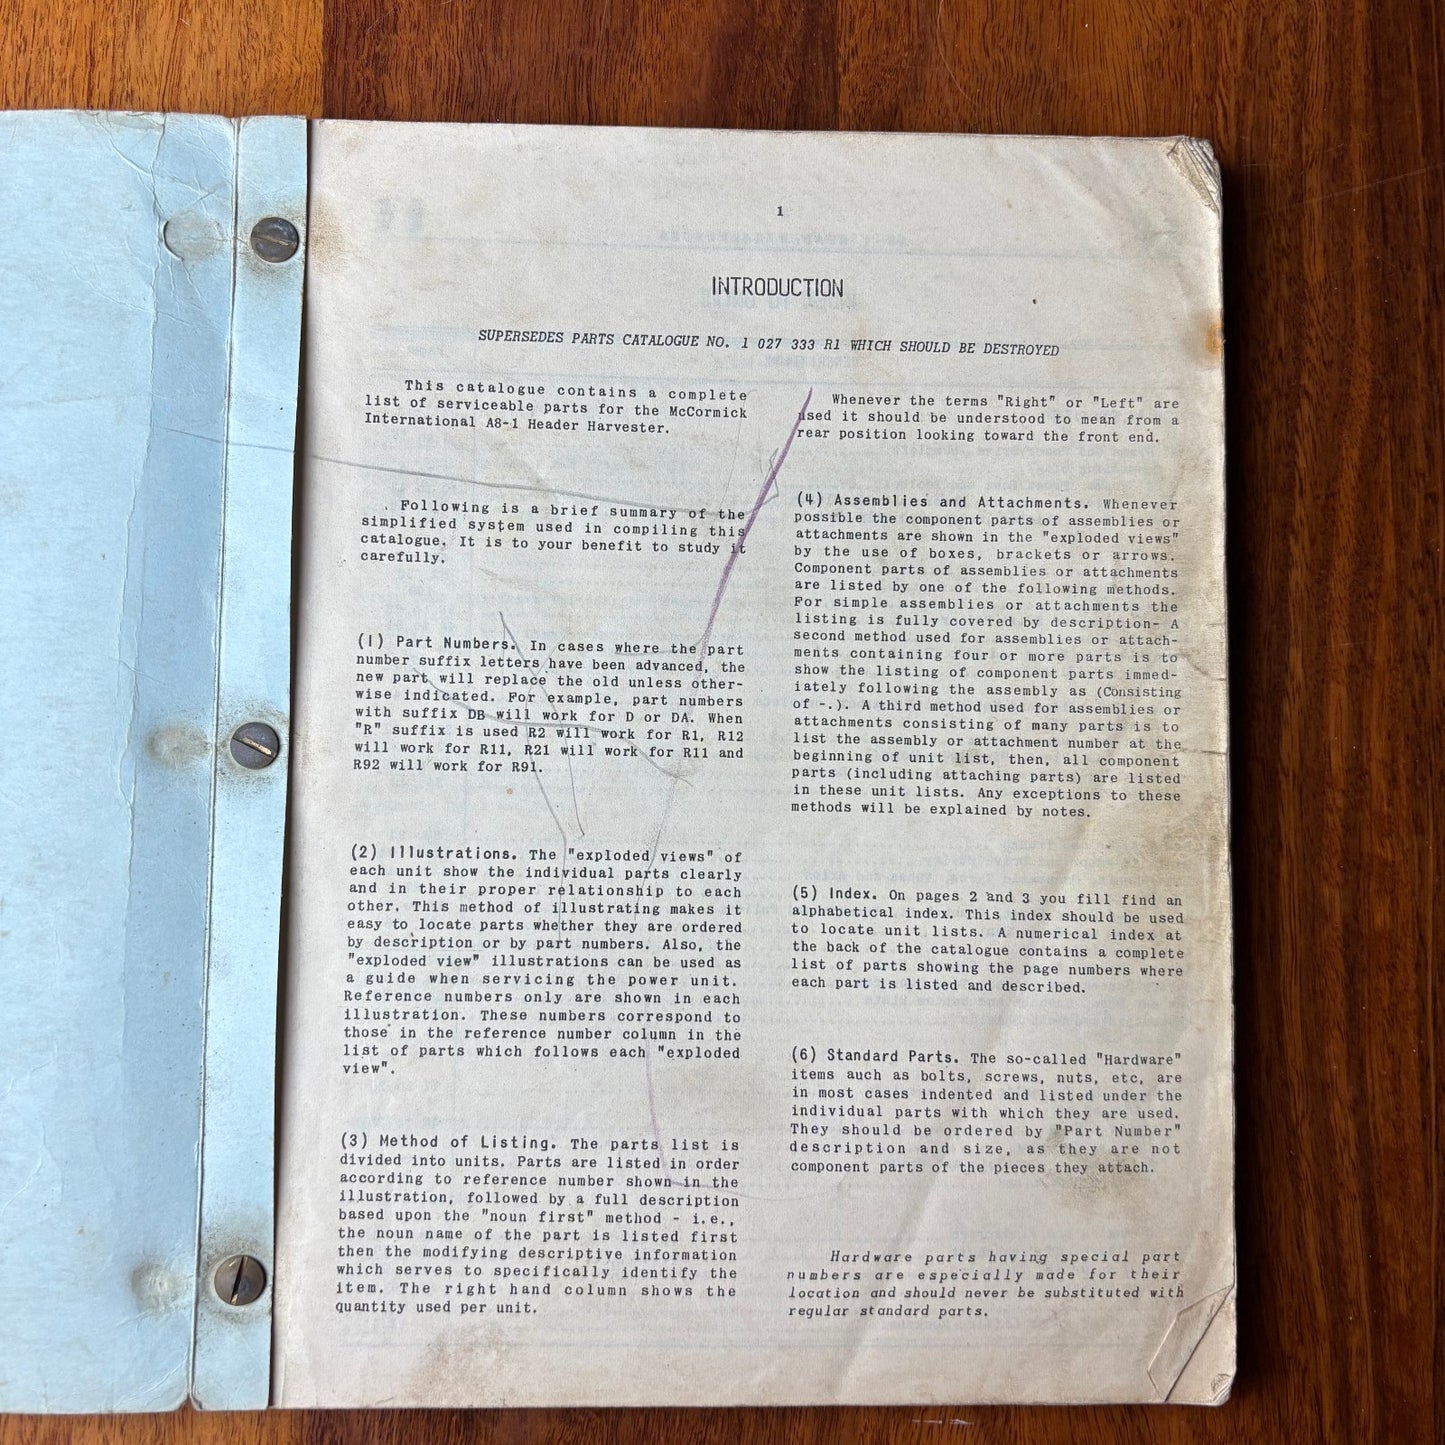 1
INTRODUCTION
SUPERSEDES PARTS CATALOGUE NO. 1 027 333 R1 WHICH SHOULD BE DESTROYED
This catalogue contains a complete
list of serviceable parts for the McCormick
International A8-1 Header Harvester.
Following is a brief summary of the
simplified system used in compiling this
catalogue. It is to your benefit to study it
carefully.
(1) Part Numbers. In cases where the part
number suffix letters have been advanced, the
new part will replace the old unless other-
wise indicated. For example, part numbers
with suffix DB will work for D or DA. When
"R" suffix is used R2 will work for R1, R12
will work for R11, R21 will work for R11 and
R92 will work for R91.
(2) Illustrations. The "exploded views" of
each unit show the individual parts clearly
and in their proper relationship to each
other. This method of illustrating makes it
easy to locate parts whether they are ordered
by description or by part numbers. Also, the
"exploded view" illustrations can be used as
a guide when servicing the power unit.
Reference numbers only are shown in each
illustration. These numbers correspond to
those in the reference number column in the
list of parts which follows each "exploded
view".
(3) Method of Listing. The parts list is
divided into units. Parts are listed in order
according to reference number shown in the
illustration, followed by a full description
based upon the "noun first" method - i.e.,
the noun name of the part is listed first
then the modifying descriptive information
which serves to specifically identify the
item. The right hand column shows the
quantity used per unit.
Whenever the terms "Right" or "Left" are
used it should be understood to mean from a
rear position looking toward the front end.
(4) Assemblies and Attachments. Whenever
possible the component parts of assemblies or
attachments are shown in the "exploded views"
by the use of boxes, brackets or arrows.
Component parts of assemblies or attachments
are listed by one of the following methods.
For simple assemblies or attachments the
listing is fully covered by description- A
second method used for assemblies or attach-
ments containing four or more parts is to
show the listing of component parts immed-
iately following the assembly as (Consisting
of -.). A third method used for assemblies or
attachments consisting of many parts is to
list the assembly or attachment number at the
beginning of unit list, then, all component
parts (including attaching parts) are listed
in these unit lists. Any exceptions to these
methods will be explained by notes.
(5) Index. On pages 2 and 3 you fill find an
alphabetical index. This index should be used
to locate unit lists. A numerical index at
the back of the catalogue contains a complete
list of parts showing the page numbers where
each part is listed and described.
(6) Standard Parts. The so-called "Hardware"
items auch as bolts, screws, nuts, etc, are
in most cases indented and listed under the
individual parts with which they are used.
They should be ordered by "Part Number"
description and size, as they are not
component parts of the pieces they attach.
Hardware parts having special part
numbers are especially made for their
location and should never be substituted with
regular standard parts.